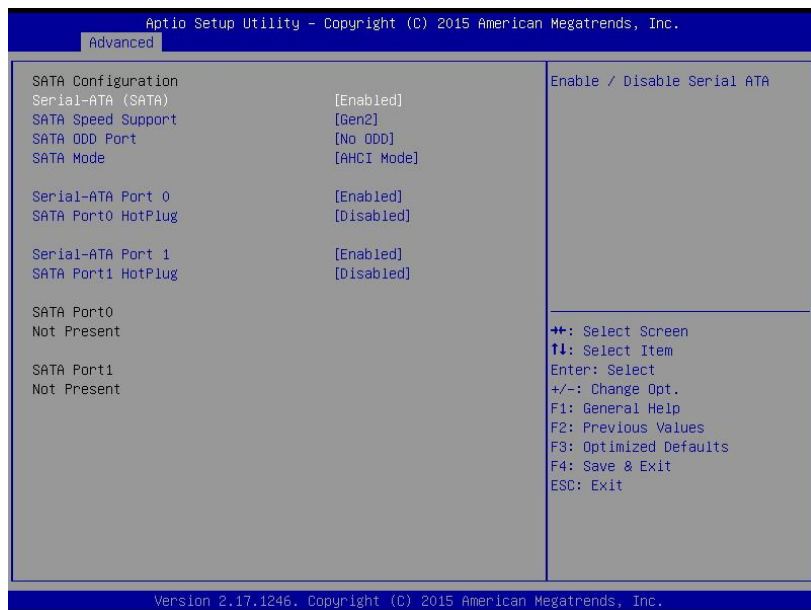 Aptio Setup Utility – Copyright (C) 2015 American Megatrends, Inc.
Advanced
SATA Configuration
Serial-ATA (SATA) [Enabled]
SATA Speed Support [Gen2]
SATA ODD Port [No ODD]
SATA Mode [AHCI Mode]
Serial-ATA Port 0 [Enabled]
SATA Port0 HotPlug [Disabled]
Serial-ATA Port 1 [Enabled]
SATA Port1 HotPlug [Disabled]
SATA Port0
Not Present
SATA Port1
Not Present
Enable / Disable Serial ATA
→←: Select Screen
↑↓: Select Item
Enter: Select
+/-: Change Opt.
F1: General Help
F2: Previous Values
F3: Optimized Defaults
F4: Save & Exit
ESC: Exit
Version 2.17.1246. Copyright (C) 2015 American Megatrends, Inc.